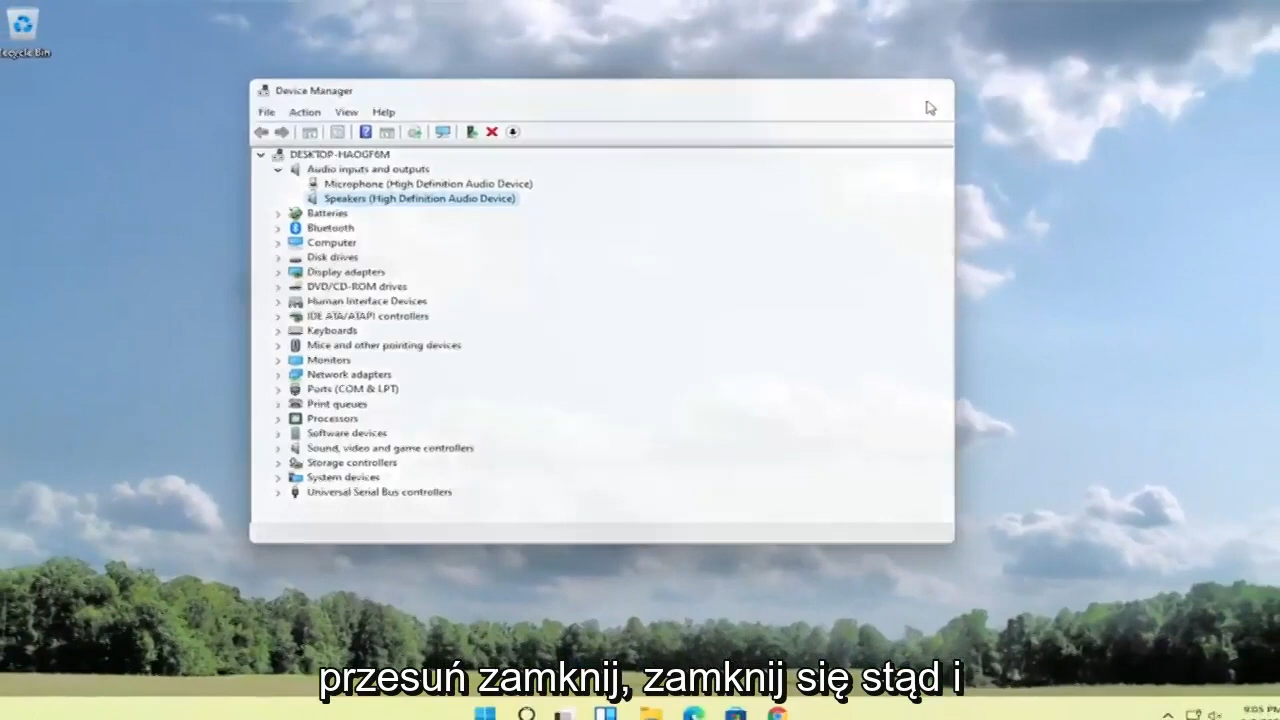 Recycle Bin
Device Manager
File Action View Help
DESKTOP-HAOGF6M
Audio inputs and outputs
Microphone (High Definition Audio Device)
Speakers (High Definition Audio Device)
Batteries
Bluetooth
Computer
Disk drives
Display adapters
DVD/CD-ROM drives
Human Interface Devices
IDE ATA/ATAPI controllers
Keyboards
Mice and other pointing devices
Monitors
Network adapters
Ports (COM & LPT)
Print queues
Processors
Software devices
Sound, video and game controllers
Storage controllers
System devices
Universal Serial Bus controllers
przesuń zamknij, zamknij się stąd i
9:05 PM